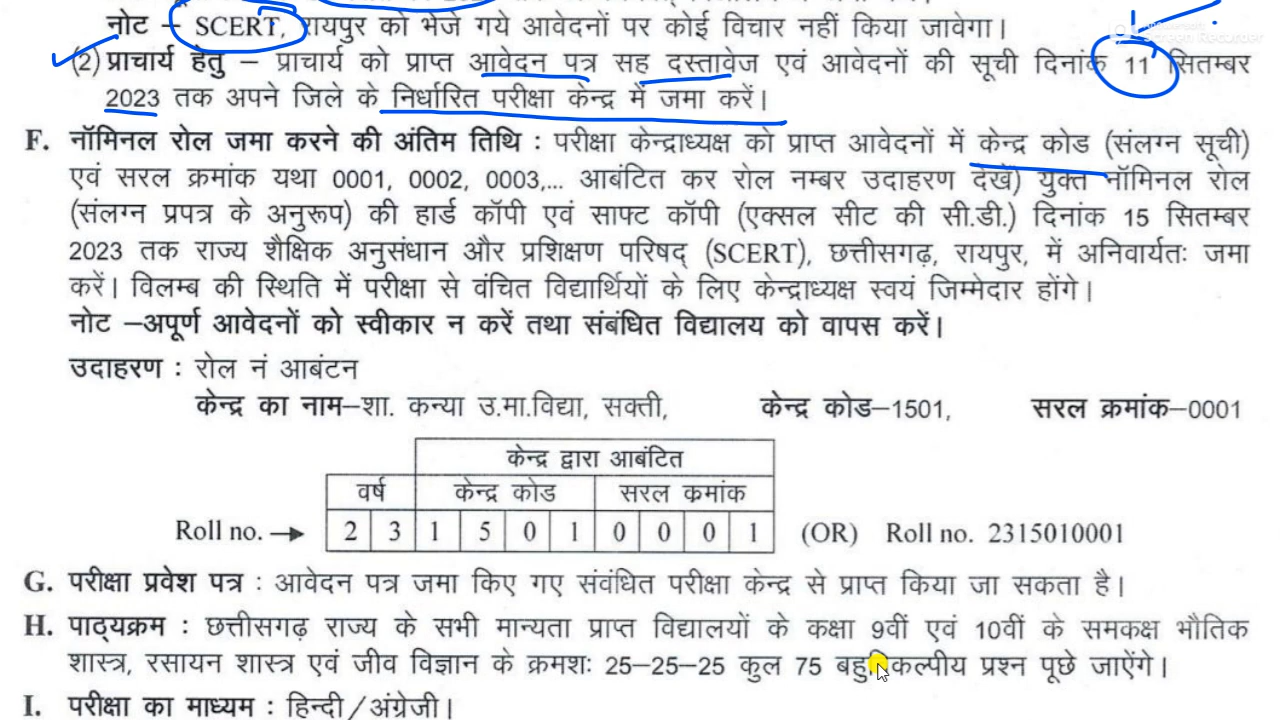 नोट – SCERT, रायपुर को भेजे गये आवेदनों पर कोई विचार नहीं किया जावेगा।
Screen Recorder
(2) प्राचार्य हेतु – प्राचार्य को प्राप्त आवेदन पत्र सह दस्तावेज एवं आवेदनों की सूची दिनांक 11 सितम्बर
2023 तक अपने जिले के निर्धारित परीक्षा केन्द्र में जमा करें।
F. नॉमिनल रोल जमा करने की अंतिम तिथि : परीक्षा केन्द्राध्यक्ष को प्राप्त आवेदनों में केन्द्र कोड (संलग्न सूची)
एवं सरल क्रमांक यथा 0001, 0002, 0003,... आबंटित कर रोल नम्बर उदाहरण देखें) युक्त नॉमिनल रोल
(संलग्न प्रपत्र के अनुरूप) की हार्ड कॉपी एवं साफ्ट कॉपी (एक्सल सीट की सी.डी.) दिनांक 15 सितम्बर
2023 तक राज्य शैक्षिक अनुसंधान और प्रशिक्षण परिषद् (SCERT), छत्तीसगढ़, रायपुर, में अनिवार्यतः जमा
करें। विलम्ब की स्थिति में परीक्षा से वंचित विद्यार्थियों के लिए केन्द्राध्यक्ष स्वयं जिम्मेदार होंगे।
नोट –अपूर्ण आवेदनों को स्वीकार न करें तथा संबंधित विद्यालय को वापस करें।
उदाहरण : रोल नं आबंटन
केन्द्र का नाम–शा. कन्या उ.मा.विद्या, सक्ती, केन्द्र कोड–1501, सरल क्रमांक–0001
केन्द्र द्वारा आबंटित
वर्ष केन्द्र कोड सरल क्रमांक
Roll no. → 2 3 1 5 0 1 0 0 0 1 (OR) Roll no. 2315010001
G. परीक्षा प्रवेश पत्र : आवेदन पत्र जमा किए गए संवंधित परीक्षा केन्द्र से प्राप्त किया जा सकता है।
H. पाठ्यक्रम : छत्तीसगढ़ राज्य के सभी मान्यता प्राप्त विद्यालयों के कक्षा 9वीं एवं 10वीं के समकक्ष भौतिक
शास्त्र, रसायन शास्त्र एवं जीव विज्ञान के क्रमशः 25–25–25 कुल 75 बहुविकल्पीय प्रश्न पूछे जाऐंगे।
I. परीक्षा का माध्यम : हिन्दी/अंग्रेजी।